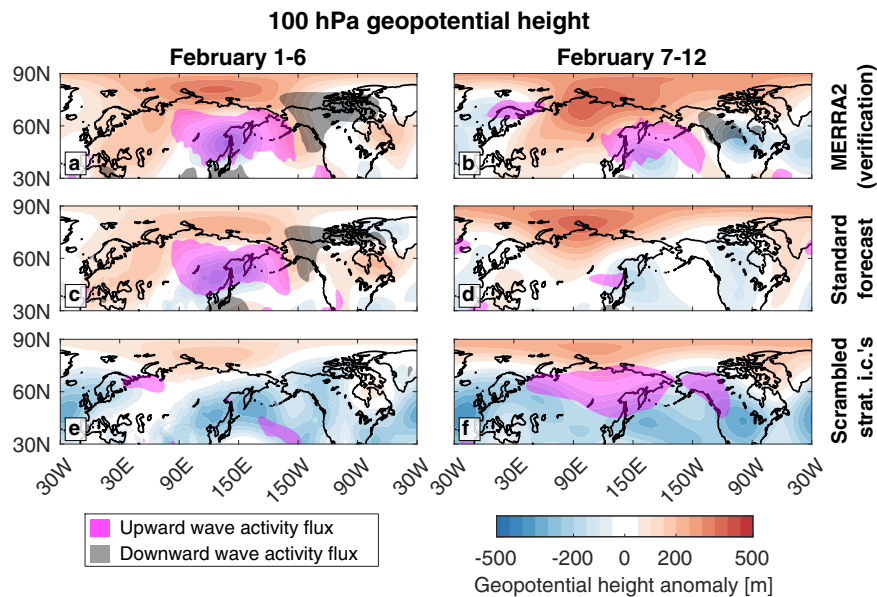 100 hPa geopotential height
February 1-6
February 7-12
90N
60N
30N
a
b
MERRA2
(verification)
90N
60N
30N
c
d
Standard
forecast
90N
60N
30N
e
f
Scrambled
strat. i.c.'s
30W
30E
90E
150E
150W
90W
30W
30W
30E
90E
150E
150W
90W
30W
Upward wave activity flux
Downward wave activity flux
-500
-200
0
200
500
Geopotential height anomaly [m]